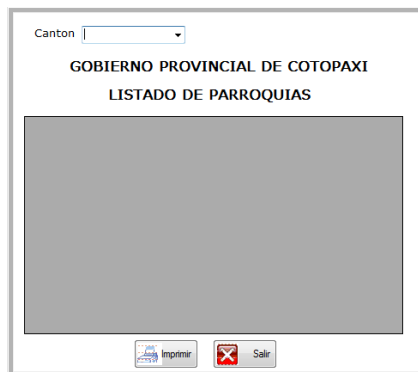 Canton
GOBIERNO PROVINCIAL DE COTOPAXI
LISTADO DE PARROQUIAS
Imprimir
Salir